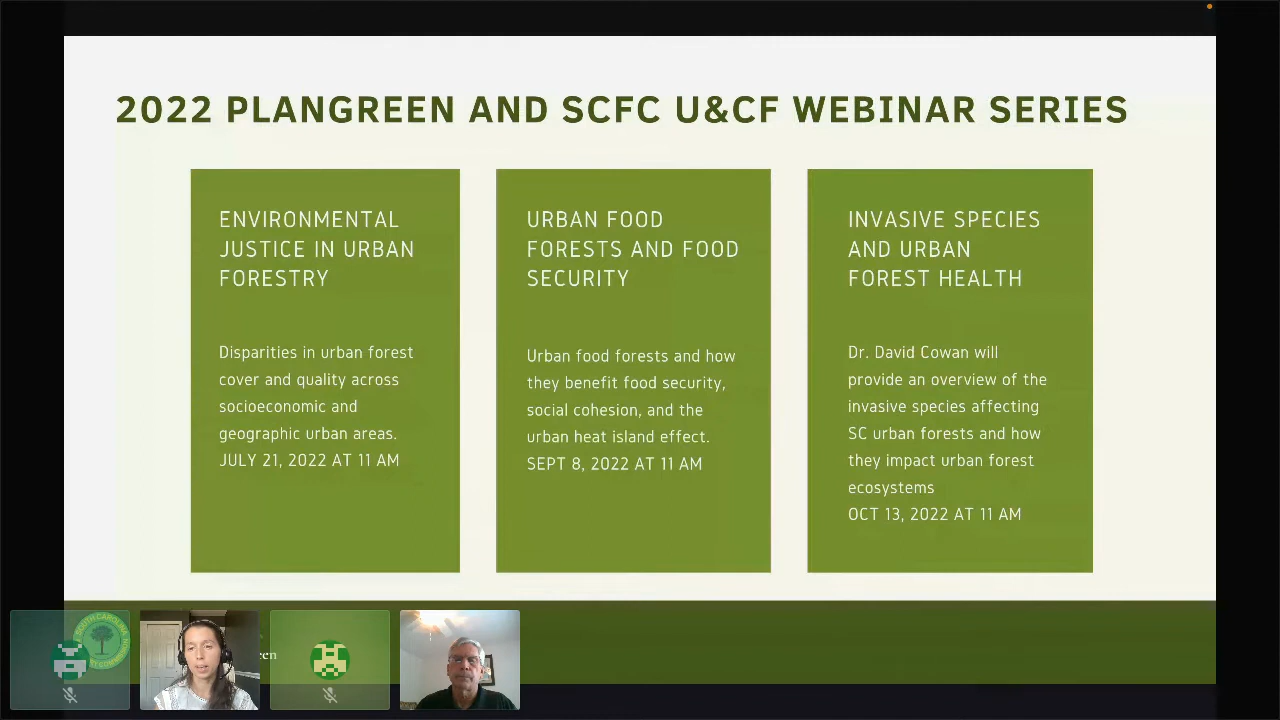 2022 PLANGREEN AND SCFC U&CF WEBINAR SERIES
ENVIRONMENTAL
JUSTICE IN URBAN
FORESTRY
Disparities in urban forest
cover and quality across
socioeconomic and
geographic urban areas.
JULY 21, 2022 AT 11 AM
URBAN FOOD
FORESTS AND FOOD
SECURITY
Urban food forests and how
they benefit food security,
social cohesion, and the
urban heat island effect.
SEPT 8, 2022 AT 11 AM
INVASIVE SPECIES
AND URBAN
FOREST HEALTH
Dr. David Cowan will
provide an overview of the
invasive species affecting
SC urban forests and how
they impact urban forest
ecosystems
OCT 13, 2022 AT 11 AM
SOUTH CAROLINA
een